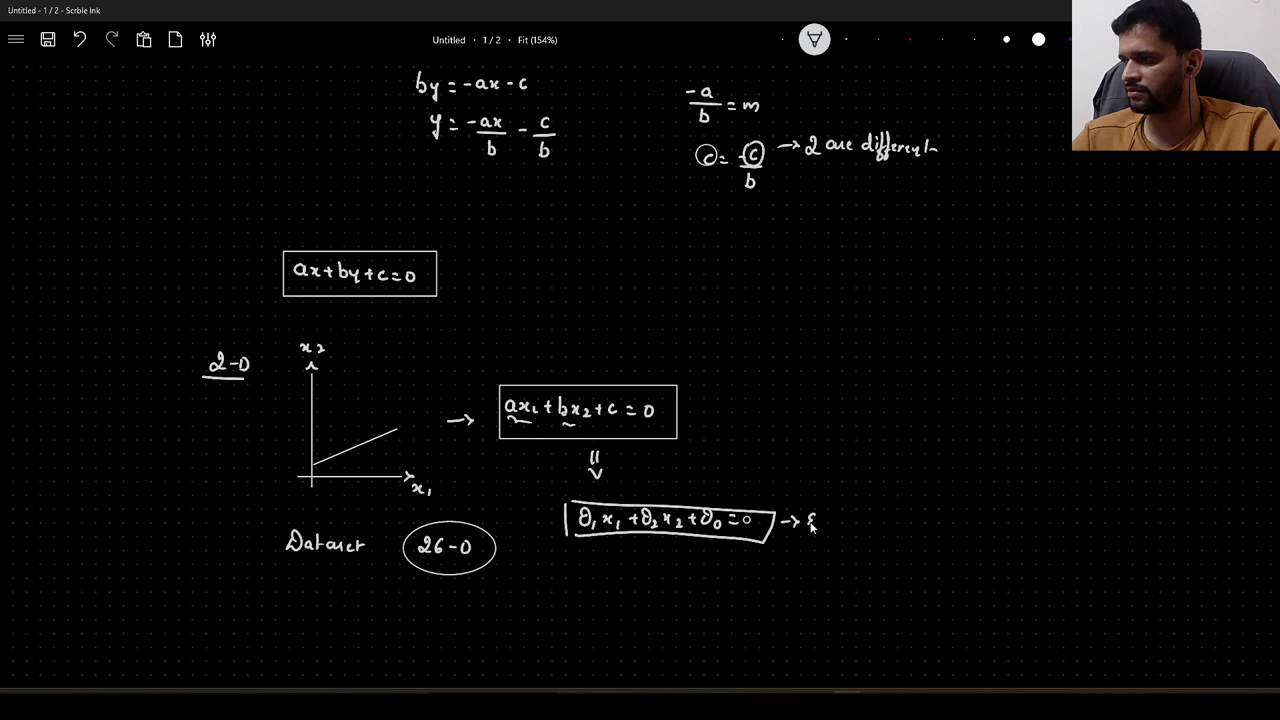 Untitled - 1 / 2 - Scrble Ink
Untitled • 1 / 2 • Fit (154%)
by = -ax - c
y = -ax/b - c/b
-a/b = m
c = -c/b → 2 are different
ax+by+c=0
2-D
x2
x1
→ ax1 + bx2 + c = 0
θ1x1 + θ2x2 + θ0 = 0 →
Dataset 26-D